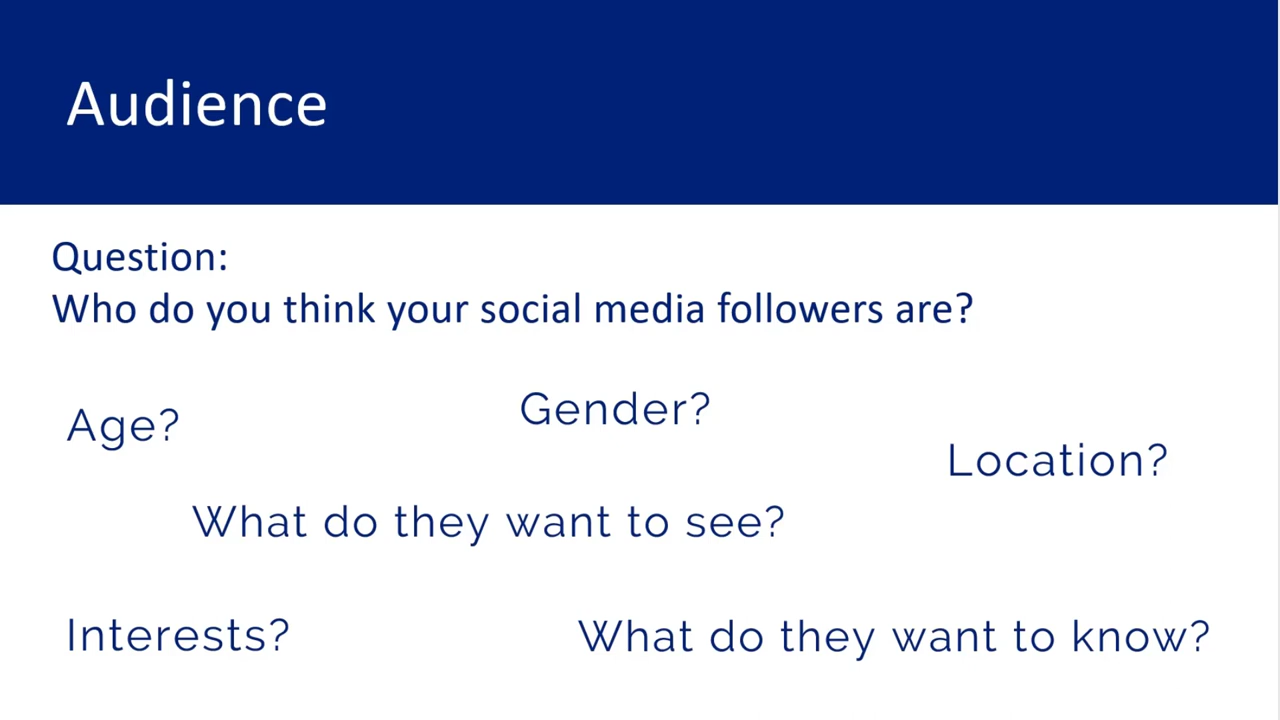 Audience
Question:
Who do you think your social media followers are?
Age?
Gender?
Location?
What do they want to see?
Interests?
What do they want to know?